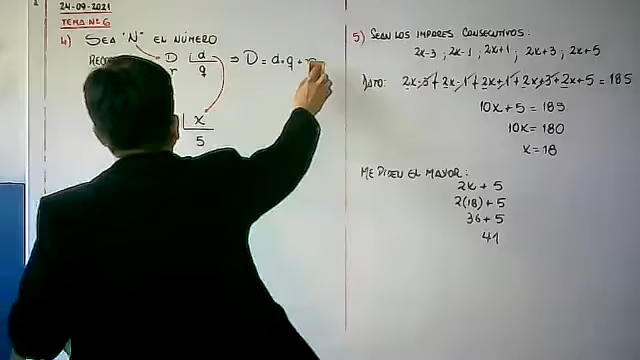 24-09-2021
TEMA Nº6
4) SEA "N" EL NÚMERO
D d ⇒ D = d•q +
r q
x
5
5) SEAN LOS IMPARES CONSECUTIVOS:
2x-3; 2x-1; 2x+1; 2x+3; 2x+5
DATO: 2x-3+2x-1+2x+1+2x+3+2x+5=185
10x+5=185
10x=180
x=18
ME PIDEN EL MAYOR:
2x+5
2(18)+5
36+5
41